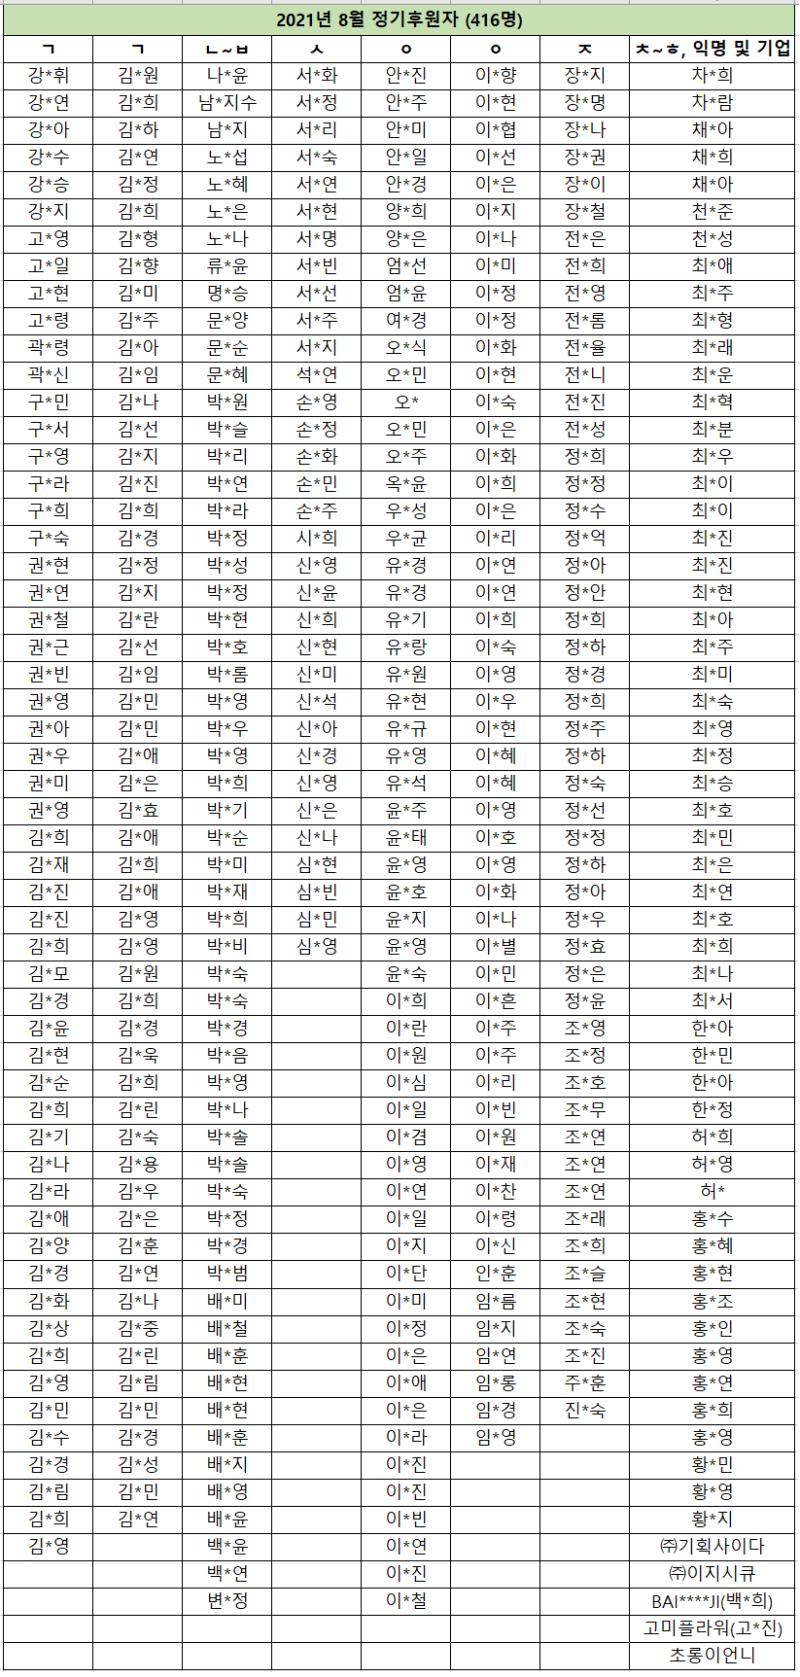 2021년 8월 정기후원자 (416명)
ㄱ ㄱ ㄴ~ㅂ ㅅ ㅇ ㅇ ㅈ ㅊ~ㅎ, 익명 및 기업
강*휘 김*원 나*윤 서*화 안*진 이*향 장*지 차*희
강*연 김*희 남*지수 서*정 안*주 이*현 장*명 차*람
강*아 김*하 남*지 서*리 안*미 이*협 장*나 채*아
강*수 김*연 노*섭 서*숙 안*일 이*선 장*권 채*희
강*승 김*정 노*혜 서*연 안*경 이*은 장*이 채*아
강*지 김*희 노*은 서*현 양*희 이*지 장*철 천*준
고*영 김*형 노*나 서*명 양*은 이*나 전*은 천*성
고*일 김*향 류*윤 서*빈 엄*선 이*미 전*희 최*애
고*현 김*미 명*승 서*선 엄*윤 이*정 전*영 최*주
고*령 김*주 문*양 서*주 여*경 이*정 전*롬 최*형
곽*령 김*아 문*순 서*지 오*식 이*화 전*율 최*래
곽*신 김*임 문*혜 석*연 오*민 이*현 전*니 최*운
구*민 김*나 박*원 손*영 오* 이*숙 전*진 최*혁
구*서 김*선 박*슬 손*정 오*민 이*은 전*성 최*분
구*영 김*지 박*리 손*화 오*주 이*화 정*희 최*우
구*라 김*진 박*연 손*민 옥*윤 이*희 정*정 최*이
구*희 김*희 박*라 손*주 우*성 이*은 정*수 최*이
구*숙 김*경 박*정 시*희 우*균 이*리 정*억 최*진
권*현 김*정 박*성 신*영 유*경 이*연 정*아 최*진
권*연 김*지 박*정 신*윤 유*경 이*연 정*안 최*현
권*철 김*란 박*현 신*희 유*기 이*희 정*희 최*아
권*근 김*선 박*호 신*현 유*랑 이*숙 정*하 최*주
권*빈 김*임 박*롬 신*미 유*원 이*영 정*경 최*미
권*영 김*민 박*영 신*석 유*현 이*우 정*희 최*숙
권*아 김*민 박*우 신*아 유*규 이*현 정*주 최*영
권*우 김*애 박*영 신*경 유*영 이*혜 정*하 최*정
권*미 김*은 박*희 신*영 유*석 이*혜 정*숙 최*승
권*영 김*효 박*기 신*은 윤*주 이*영 정*선 최*호
김*희 김*애 박*순 신*나 윤*태 이*호 정*정 최*민
김*재 김*희 박*미 심*현 윤*영 이*영 정*하 최*은
김*진 김*애 박*재 심*빈 윤*호 이*화 정*아 최*연
김*진 김*영 박*희 심*민 윤*지 이*나 정*우 최*호
김*희 김*영 박*비 심*영 윤*영 이*별 정*효 최*희
김*모 김*원 박*숙 윤*숙 이*민 정*은 최*나
김*경 김*희 박*숙 이*희 이*흔 정*윤 최*서
김*윤 김*경 박*경 이*란 이*주 조*영 한*아
김*현 김*욱 박*음 이*원 이*주 조*정 한*민
김*순 김*희 박*영 이*심 이*리 조*호 한*아
김*희 김*린 박*나 이*일 이*빈 조*무 한*정
김*기 김*숙 박*솔 이*겸 이*원 조*연 허*희
김*나 김*용 박*솔 이*영 이*재 조*연 허*영
김*라 김*우 박*숙 이*연 이*찬 조*연 허*
김*애 김*은 박*정 이*일 이*령 조*래 홍*수
김*양 김*훈 박*경 이*지 이*신 조*희 홍*혜
김*경 김*연 박*범 이*단 인*훈 조*슬 홍*현
김*화 김*나 배*미 이*미 임*름 조*현 홍*조
김*상 김*중 배*철 이*정 임*지 조*숙 홍*인
김*희 김*린 배*훈 이*은 임*연 조*진 홍*영
김*영 김*림 배*현 이*애 임*롱 주*훈 홍*연
김*민 김*민 배*현 이*은 임*경 진*숙 홍*희
김*수 김*경 배*훈 이*라 임*영 홍*영
김*경 김*성 배*지 이*진 황*민
김*림 김*민 배*영 이*진 황*영
김*희 김*연 배*윤 이*빈 황*지
김*영 백*윤 이*연 ㈜기획사이다
백*연 이*진 ㈜이지시큐
변*정 이*철 BAI****JI(백*희)
고미플라워(고*진)
초롱이언니